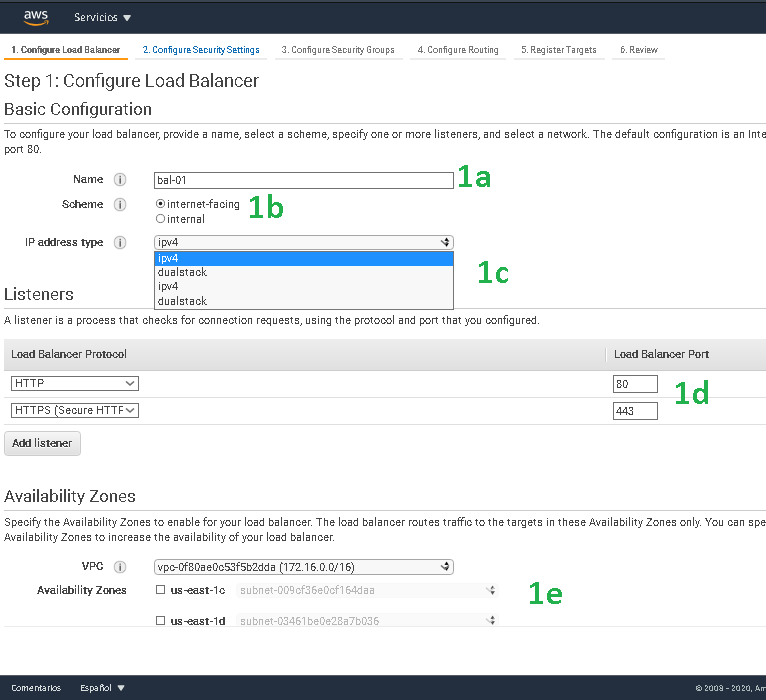 aws Servicios
1. Configure Load Balancer 2. Configure Security Settings 3. Configure Security Groups 4. Configure Routing 5. Register Targets 6. Review
Step 1: Configure Load Balancer
Basic Configuration
To configure your load balancer, provide a name, select a scheme, specify one or more listeners, and select a network. The default configuration is an Inte
port 80.
Name i bal-01 1a
Scheme i internet-facing 1b
internal
IP address type i ipv4
ipv4
dualstack 1c
ipv4
dualstack
Listeners
A listener is a process that checks for connection requests, using the protocol and port that you configured.
Load Balancer Protocol Load Balancer Port
HTTP 80 1d
HTTPS (Secure HTTP 443
Add listener
Availability Zones
Specify the Availability Zones to enable for your load balancer. The load balancer routes traffic to the targets in these Availability Zones only. You can spe
Availability Zones to increase the availability of your load balancer.
VPC i vpc-0f80ae0c53f5b2dda (172.16.0.0/16)
Availability Zones us-east-1c subnet-009cf36e0cf164daa 1e
us-east-1d subnet-03461be0e28a7b036
Comentarios Español © 2008 - 2020, Am